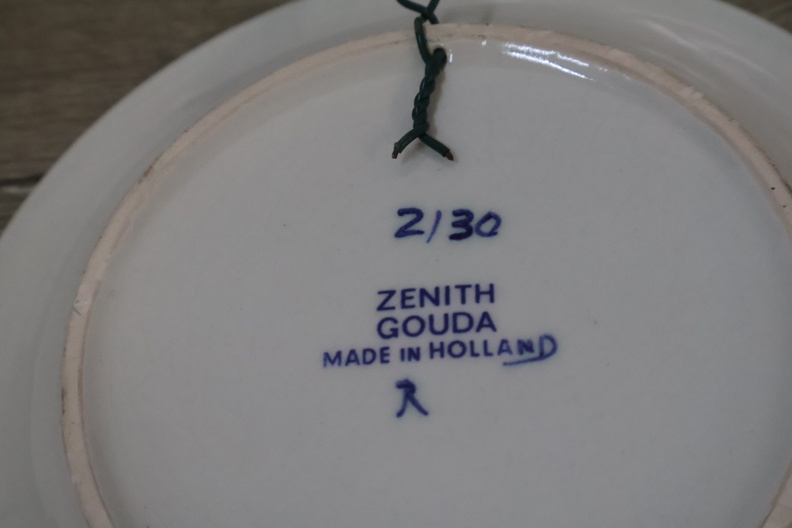 2/30
ZENITH
GOUDA
MADE IN HOLLAND
R